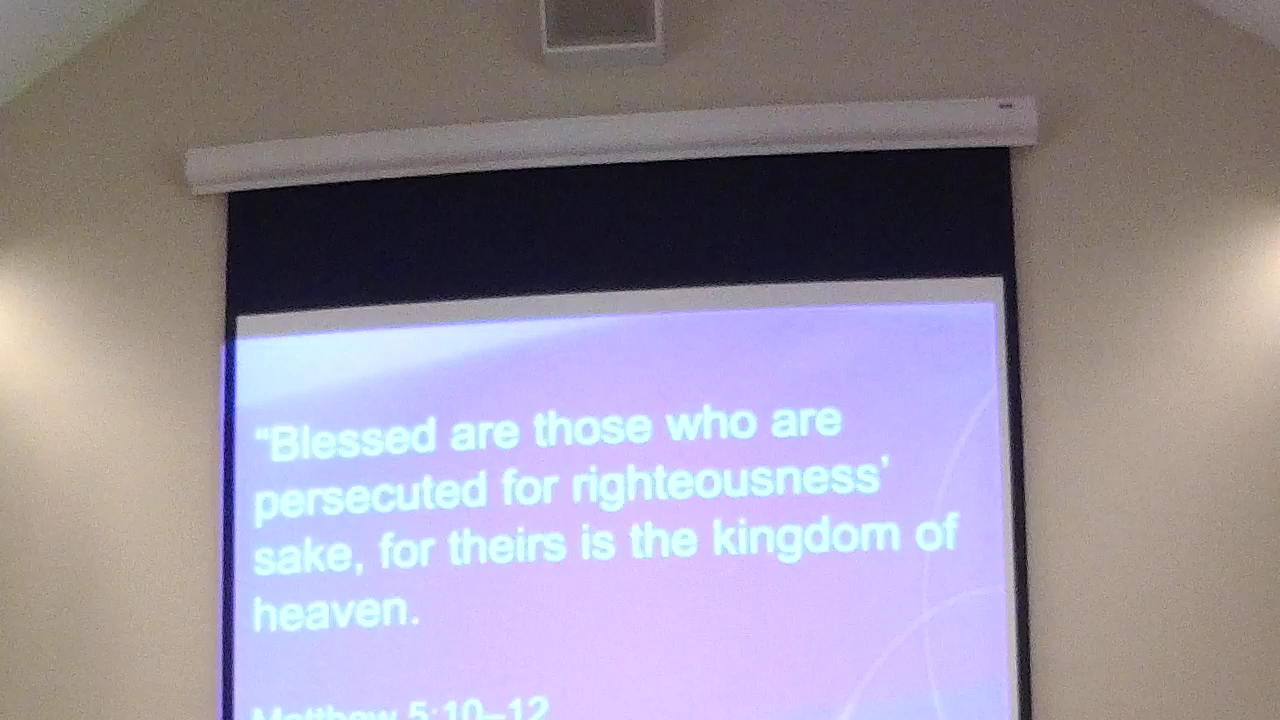 “Blessed are those who are
persecuted for righteousness’
sake, for theirs is the kingdom of
heaven.
Matthew 5:10–12